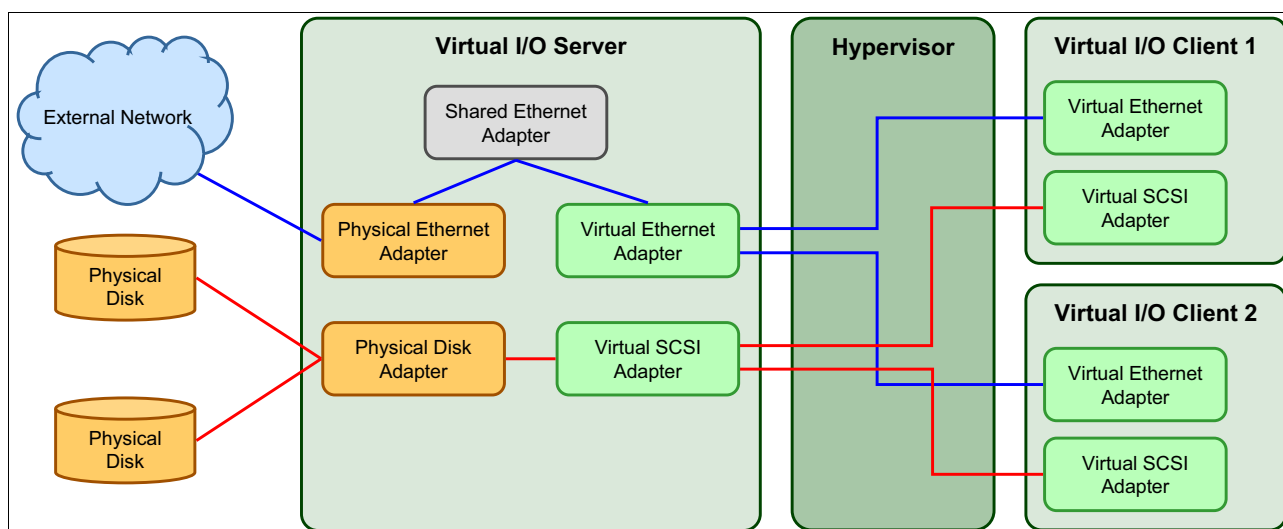 Virtual I/O Server
Hypervisor
Virtual I/O Client 1
External Network
Shared Ethernet
Adapter
Virtual Ethernet
Adapter
Virtual SCSI
Adapter
Physical Ethernet
Adapter
Virtual Ethernet
Adapter
Physical
Disk
Virtual I/O Client 2
Physical Disk
Adapter
Virtual SCSI
Adapter
Virtual Ethernet
Adapter
Physical
Disk
Virtual SCSI
Adapter